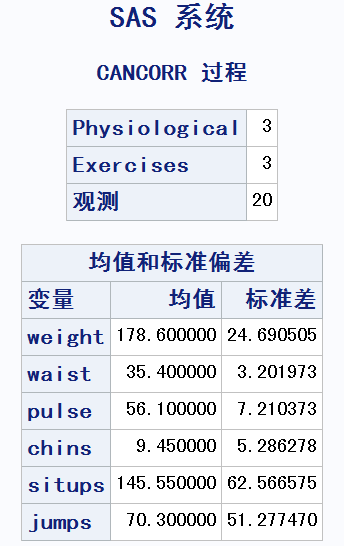 SAS 系统
CANCORR 过程
Physiological 3
Exercises 3
观测 20
均值和标准偏差
变量 均值 标准差
weight 178.600000 24.690505
waist 35.400000 3.201973
pulse 56.100000 7.210373
chins 9.450000 5.286278
situps 145.550000 62.566575
jumps 70.300000 51.277470